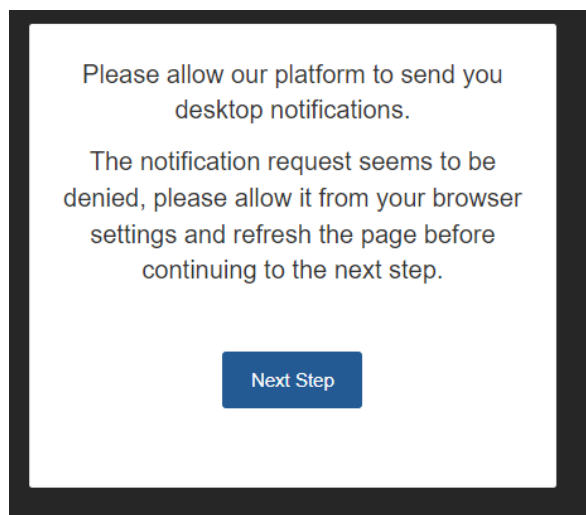 Please allow our platform to send you
desktop notifications.
The notification request seems to be
denied, please allow it from your browser
settings and refresh the page before
continuing to the next step.
Next Step